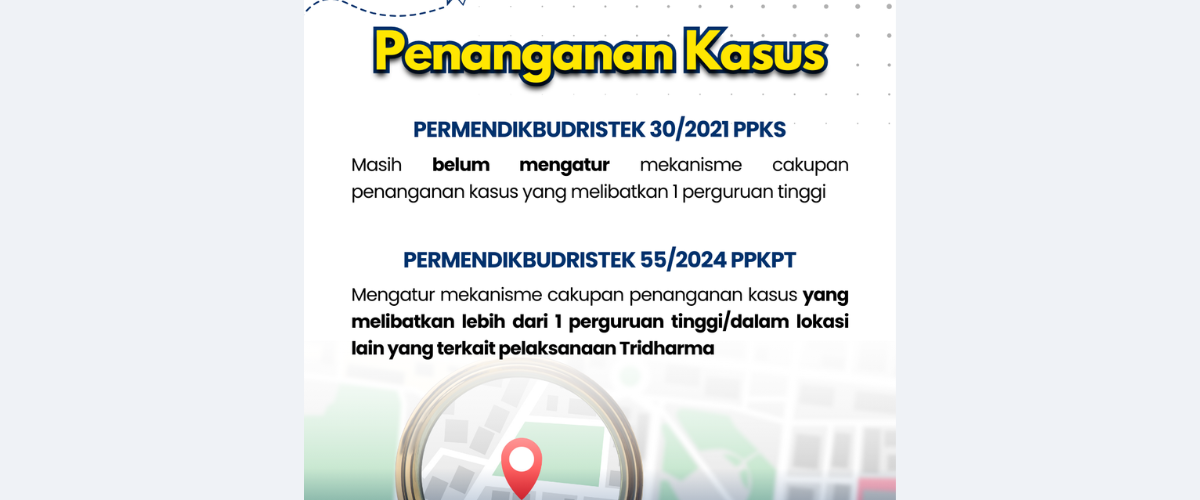 Penanganan Kasus
PERMENDIKBUDRISTEK 30/2021 PPKS
Masih belum mengatur mekanisme cakupan
penanganan kasus yang melibatkan 1 perguruan tinggi
PERMENDIKBUDRISTEK 55/2024 PPKPT
Mengatur mekanisme cakupan penanganan kasus yang
melibatkan lebih dari 1 perguruan tinggi/dalam lokasi
lain yang terkait pelaksanaan Tridharma